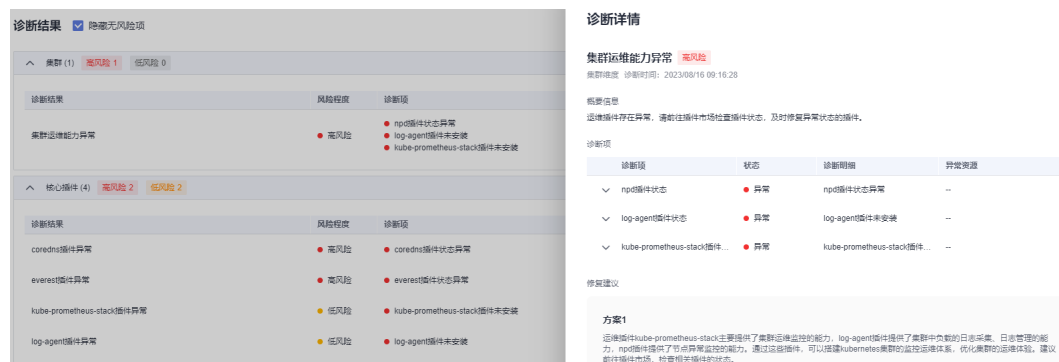 诊断结果 隐藏无风险项
集群 (1) 高风险 1 低风险 0
诊断结果 风险程度 诊断项
集群运维能力异常 高风险 npd插件状态异常
log-agent插件未安装
kube-prometheus-stack插件未安装
核心插件 (4) 高风险 2 低风险 2
诊断结果 风险程度 诊断项
coredns插件异常 高风险 coredns插件状态异常
everest插件异常 高风险 everest插件状态异常
kube-prometheus-stack插件异常 低风险 kube-prometheus-stack插件未安装
log-agent插件异常 低风险 log-agent插件未安装
诊断详情
集群运维能力异常 高风险
集群维度 诊断时间：2023/08/16 09:16:28
概要信息
运维插件存在异常，请前往插件市场检查插件状态，及时修复异常状态的插件。
诊断项
诊断项 状态 诊断明细 异常资源
npd插件状态 异常 npd插件状态异常 --
log-agent插件状态 异常 log-agent插件未安装 --
kube-prometheus-stack插件... 异常 kube-prometheus-stack插件... --
修复建议
方案1
运维插件kube-prometheus-stack主要提供了集群运维监控的能力，log-agent插件提供了集群中负载的日志采集、日志管理的能
力，npd插件提供了节点异常监控的能力。通过这些插件，可以搭建kubernetes集群的监控运维体系，优化集群的运维体验。建议
前往插件市场，检查相关插件的状态。